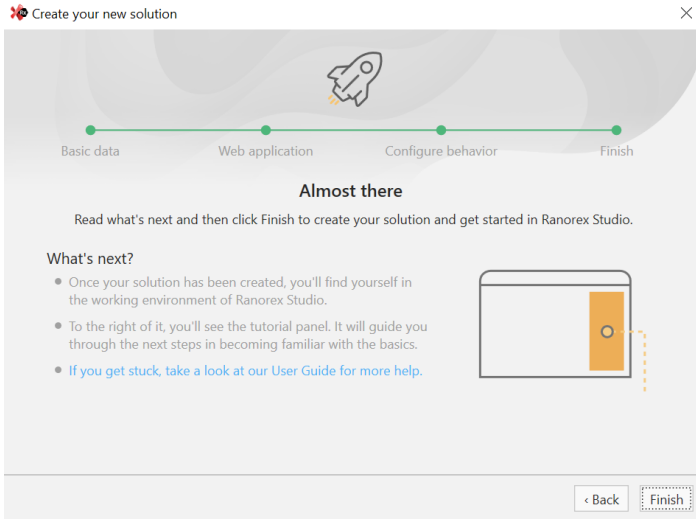 Create your new solution
Basic data
Web application
Configure behavior
Finish
Almost there
Read what's next and then click Finish to create your solution and get started in Ranorex Studio.
What's next?
Once your solution has been created, you'll find yourself in
the working environment of Ranorex Studio.
To the right of it, you'll see the tutorial panel. It will guide you
through the next steps in becoming familiar with the basics.
If you get stuck, take a look at our User Guide for more help.
‹ Back
Finish